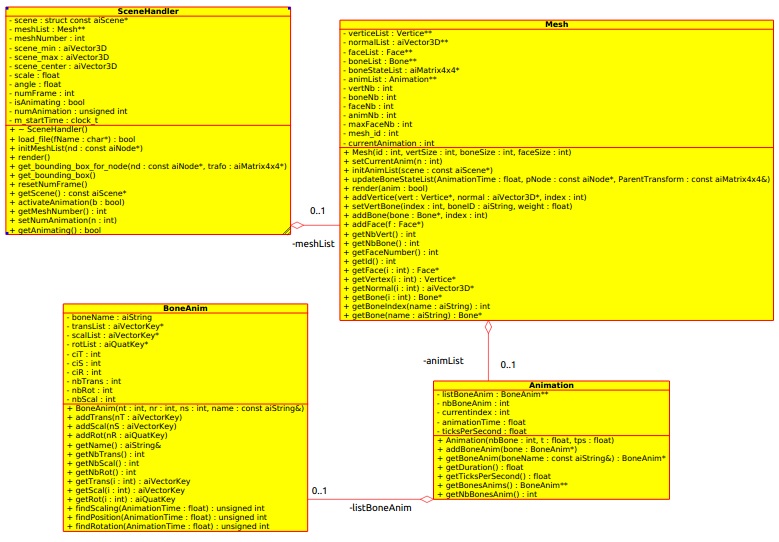 SceneHandler
- scene : struct const aiScene*
- meshList : Mesh**
- meshNumber : int
- scene_min : aiVector3D
- scene_max : aiVector3D
- scene_center : aiVector3D
- scale : float
- angle : float
- numFrame : int
- isAnimating : bool
- numAnimation : unsigned int
- m_startTime : clock_t
+ ~ SceneHandler()
+ load_file(fName : char*) : bool
+ initMeshList(nd : const aiNode*)
+ render()
+ get_bounding_box_for_node(nd : const aiNode*, trafo : aiMatrix4x4*)
+ get_bounding_box()
+ resetNumFrame()
+ getScene() : const aiScene*
+ activateAnimation(b : bool)
+ getMeshNumber() : int
+ setNumAnimation(n : int)
+ getAnimating() : bool
0..1
-meshList
Mesh
- verticeList : Vertice**
- normalList : aiVector3D**
- faceList : Face**
- boneList : Bone**
- boneStateList : aiMatrix4x4*
- animList : Animation**
- vertNb : int
- boneNb : int
- faceNb : int
- animNb : int
- maxFaceNb : int
- mesh_id : int
- currentAnimation : int
+ Mesh(id : int, vertSize : int, boneSize : int, faceSize : int)
+ setCurrentAnim(n : int)
+ initAnimList(scene : const aiScene*)
+ updateBoneStateList(AnimationTime : float, pNode : const aiNode*, ParentTransform : const aiMatrix4x4&)
+ render(anim : bool)
+ addVertice(vert : Vertice*, normal : aiVector3D*, index : int)
+ setVertBone(index : int, boneID : aiString, weight : float)
+ addBone(bone : Bone*, index : int)
+ addFace(f : Face*)
+ getNbVert() : int
+ getNbBone() : int
+ getFaceNumber() : int
+ getId() : int
+ getFace(i : int) : Face*
+ getVertex(i : int) : Vertice*
+ getNormal(i : int) : aiVector3D*
+ getBone(i : int) : Bone*
+ getBoneIndex(name : aiString) : int
+ getBone(name : aiString) : Bone*
-animList
0..1
BoneAnim
- boneName : aiString
- transList : aiVectorKey*
- scalList : aiVectorKey*
- rotList : aiQuatKey*
- ciT : int
- ciS : int
- ciR : int
- nbTrans : int
- nbRot : int
- nbScal : int
+ BoneAnim(nt : int, nr : int, ns : int, name : const aiString&)
+ addTrans(nT : aiVectorKey)
+ addScal(nS : aiVectorKey)
+ addRot(nR : aiQuatKey)
+ getName() : aiString&
+ getNbTrans() : int
+ getNbScal() : int
+ getNbRot() : int
+ getTrans(i : int) : aiVectorKey
+ getScal(i : int) : aiVectorKey
+ getRot(i : int) : aiQuatKey
+ findScaling(AnimationTime : float) : unsigned int
+ findPosition(AnimationTime : float) : unsigned int
+ findRotation(AnimationTime : float) : unsigned int
0..1
-listBoneAnim
Animation
- listBoneAnim : BoneAnim**
- nbBoneAnim : int
- currentindex : int
- animationTime : float
- ticksPerSecond : float
+ Animation(nbBone : int, t : float, tps : float)
+ addBoneAnim(bone : BoneAnim*)
+ getBoneAnim(boneName : const aiString&) : BoneAnim*
+ getDuration() : float
+ getTicksPerSecond() : float
+ getBonesAnim() : BoneAnim**
+ getNbBonesAnim() : int